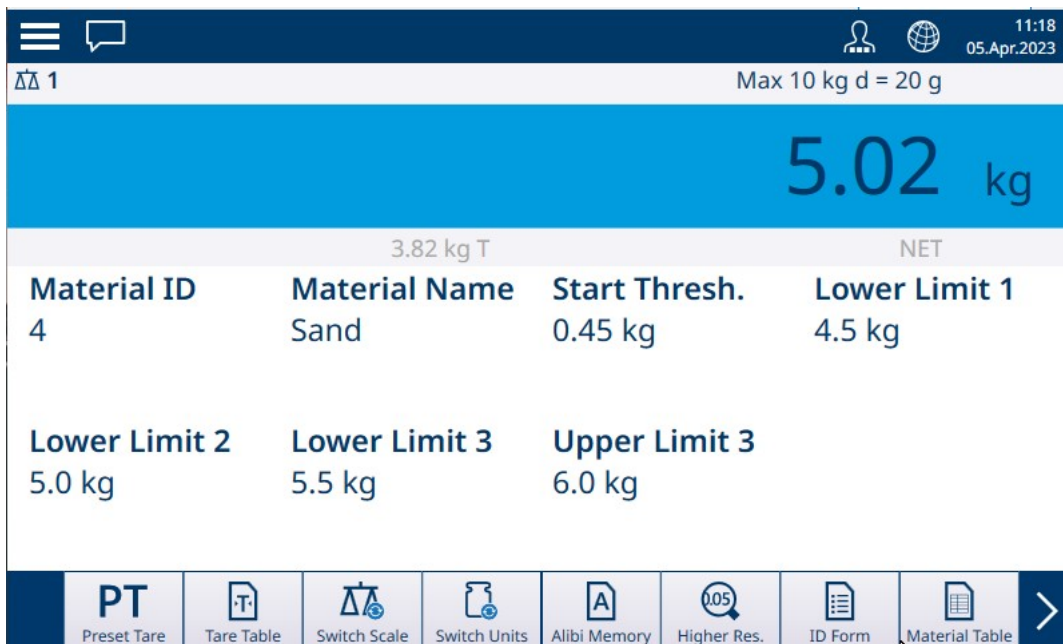 11:18
05.Apr.2023
1 Max 10 kg d = 20 g
5.02 kg
3.82 kg T NET
Material ID Material Name Start Thresh. Lower Limit 1
4 Sand 0.45 kg 4.5 kg
Lower Limit 2 Lower Limit 3 Upper Limit 3
5.0 kg 5.5 kg 6.0 kg
PT T A 0.05
Preset Tare Tare Table Switch Scale Switch Units Alibi Memory Higher Res. ID Form Material Table